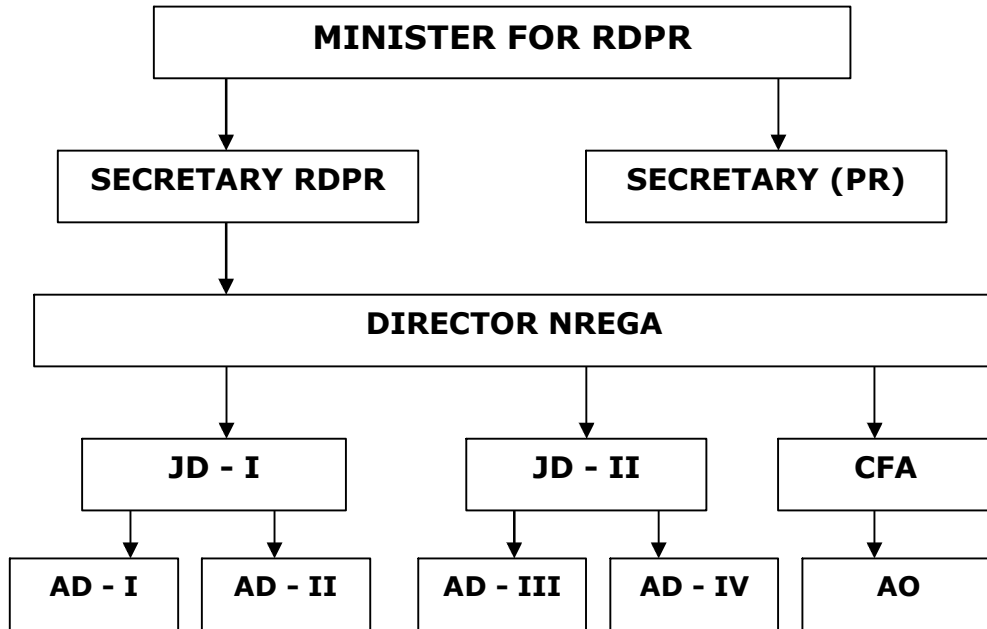 MINISTER FOR RDPR
SECRETARY RDPR
SECRETARY (PR)
DIRECTOR NREGA
JD - I
JD - II
CFA
AD - I
AD - II
AD - III
AD - IV
AO